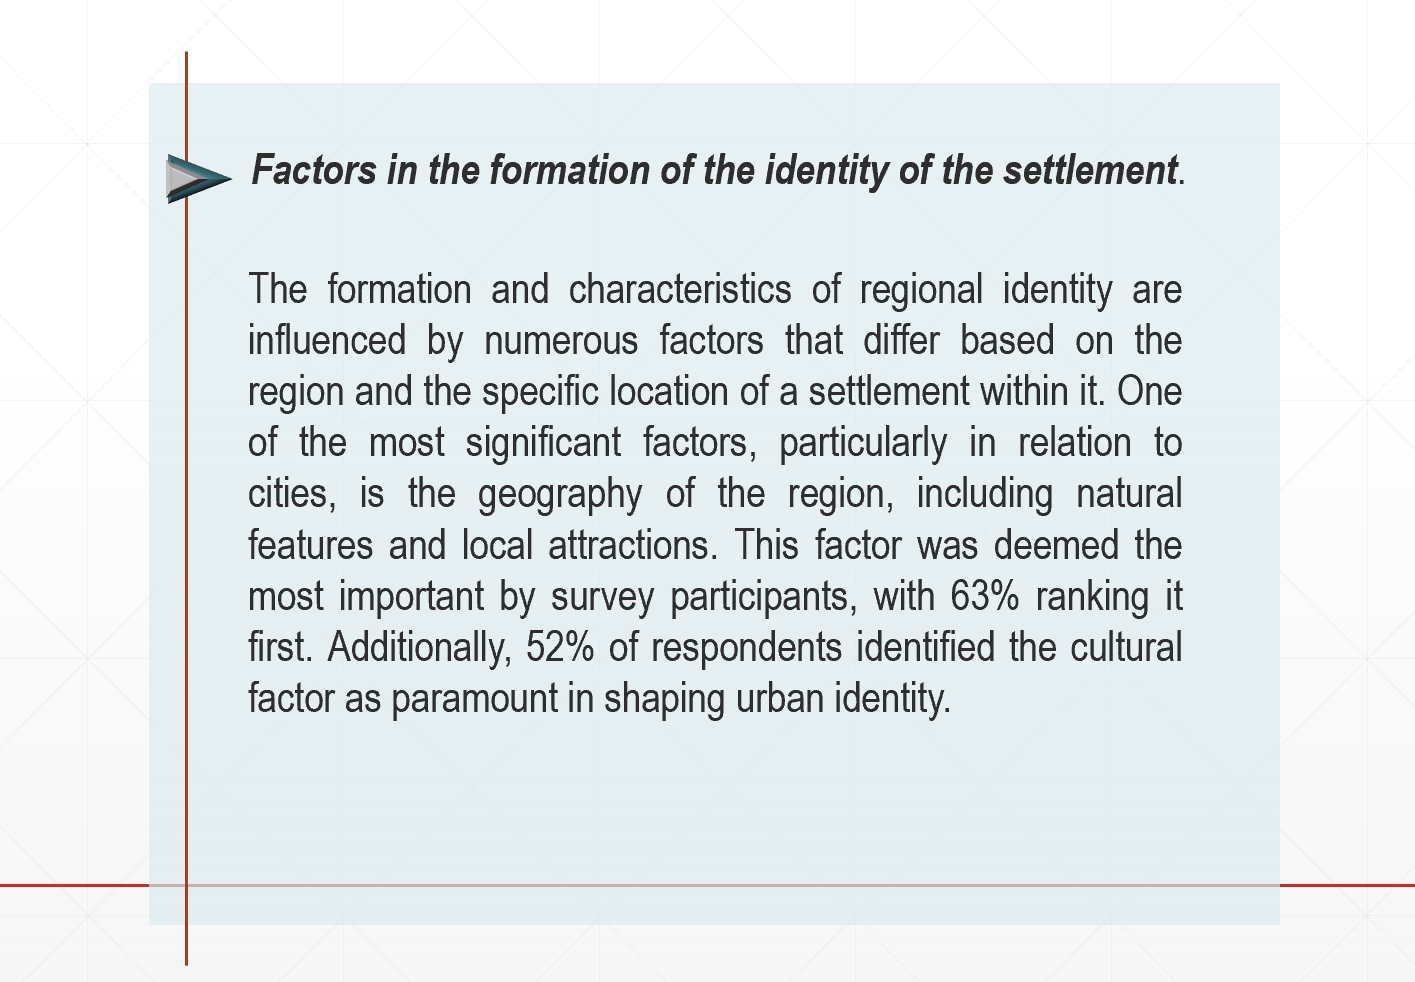 Factors in the formation of the identity of the settlement.
The formation and characteristics of regional identity are
influenced by numerous factors that differ based on the
region and the specific location of a settlement within it. One
of the most significant factors, particularly in relation to
cities, is the geography of the region, including natural
features and local attractions. This factor was deemed the
most important by survey participants, with 63% ranking it
first. Additionally, 52% of respondents identified the cultural
factor as paramount in shaping urban identity.